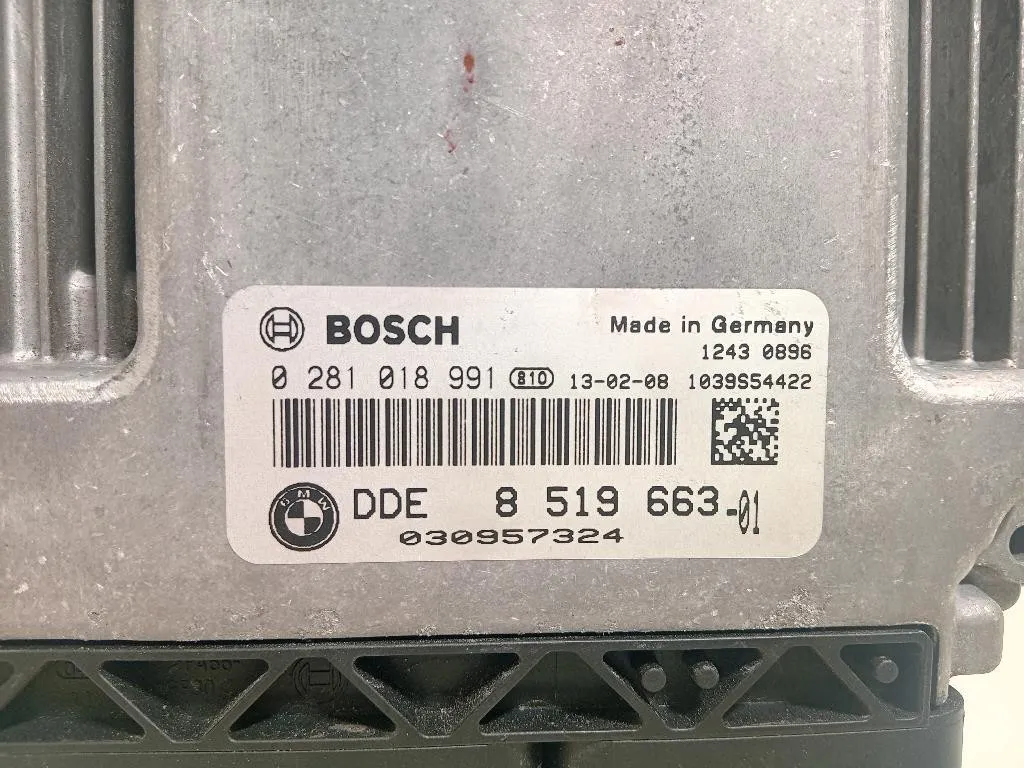 BOSCH
Made in Germany
1243 0896
0 281 018 991 810 13-02-08 1039S54422
BMW DDE 8 519 663-01
030957324